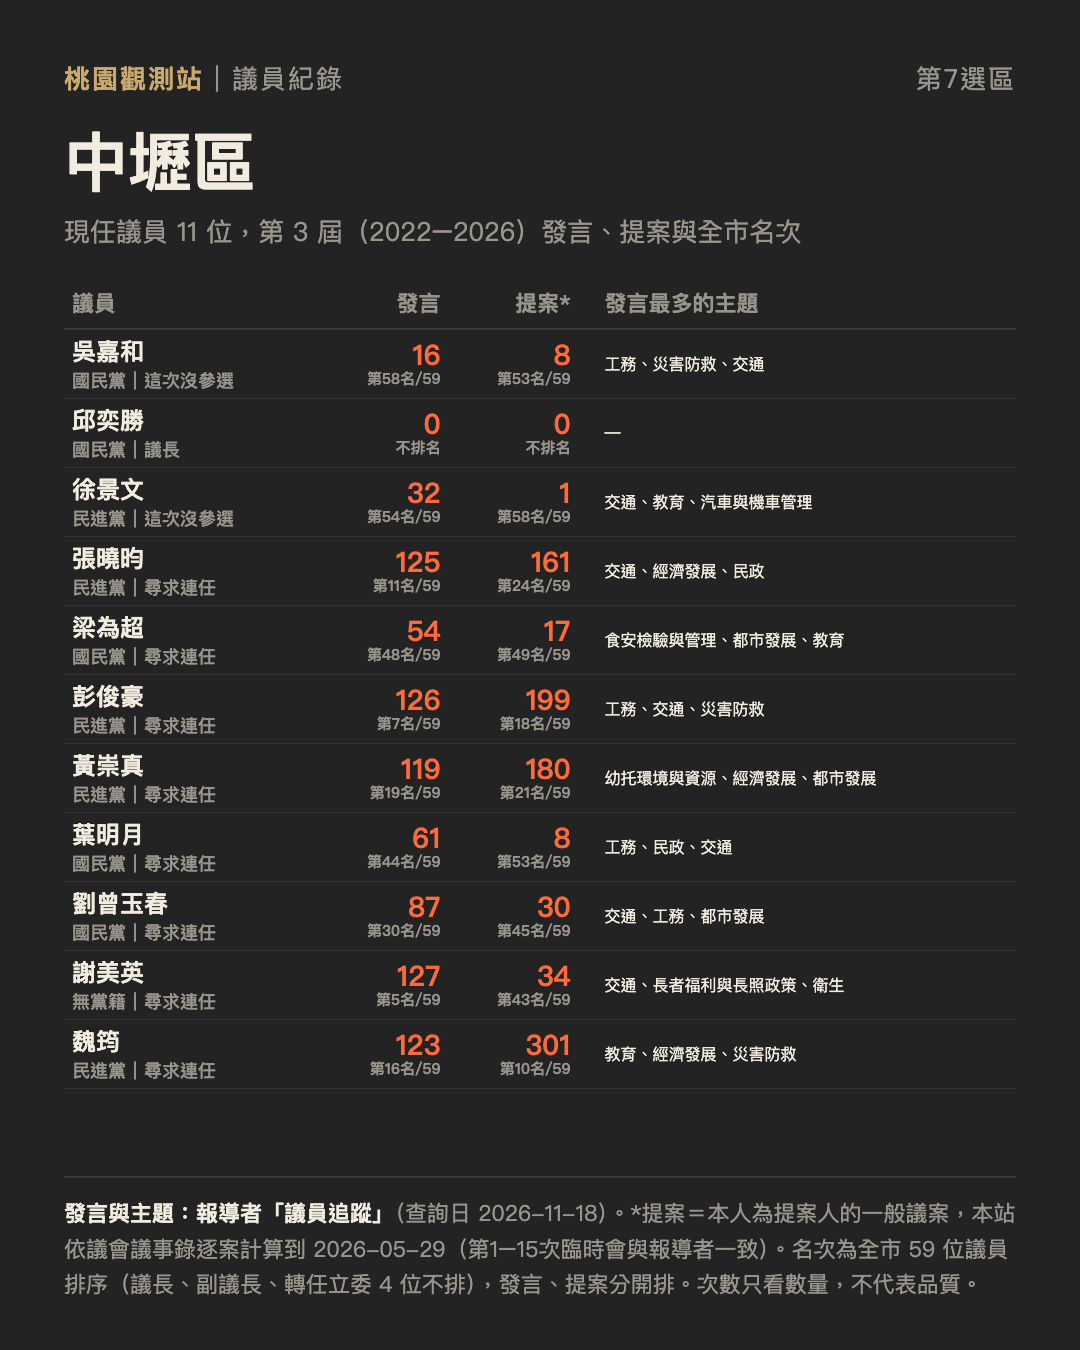 桃園觀測站｜議員紀錄
第7選區
中壢區
現任議員 11 位，第 3 屆（2022—2026）發言、提案與全市名次
議員 發言 提案* 發言最多的主題
吳嘉和 16 8 工務、災害防救、交通
國民黨｜這次沒參選 第58名/59 第53名/59
邱奕勝 0 0 —
國民黨｜議長 不排名 不排名
徐景文 32 1 交通、教育、汽車與機車管理
民進黨｜這次沒參選 第54名/59 第58名/59
張曉昀 125 161 交通、經濟發展、民政
民進黨｜尋求連任 第11名/59 第24名/59
梁為超 54 17 食安檢驗與管理、都市發展、教育
國民黨｜尋求連任 第48名/59 第49名/59
彭俊豪 126 199 工務、交通、災害防救
民進黨｜尋求連任 第7名/59 第18名/59
黃崇真 119 180 幼托環境與資源、經濟發展、都市發展
民進黨｜尋求連任 第19名/59 第21名/59
葉明月 61 8 工務、民政、交通
國民黨｜尋求連任 第44名/59 第53名/59
劉曾玉春 87 30 交通、工務、都市發展
國民黨｜尋求連任 第30名/59 第45名/59
謝美英 127 34 交通、長者福利與長照政策、衛生
無黨籍｜尋求連任 第5名/59 第43名/59
魏筠 123 301 教育、經濟發展、災害防救
民進黨｜尋求連任 第16名/59 第10名/59
發言與主題：報導者「議員追蹤」（查詢日 2026–11–18）。*提案＝本人為提案人的一般議案，本站
依議會議事錄逐案計算到 2026–05–29（第1—15次臨時會與報導者一致）。名次為全市 59 位議員
排序（議長、副議長、轉任立委 4 位不排），發言、提案分開排。次數只看數量，不代表品質。